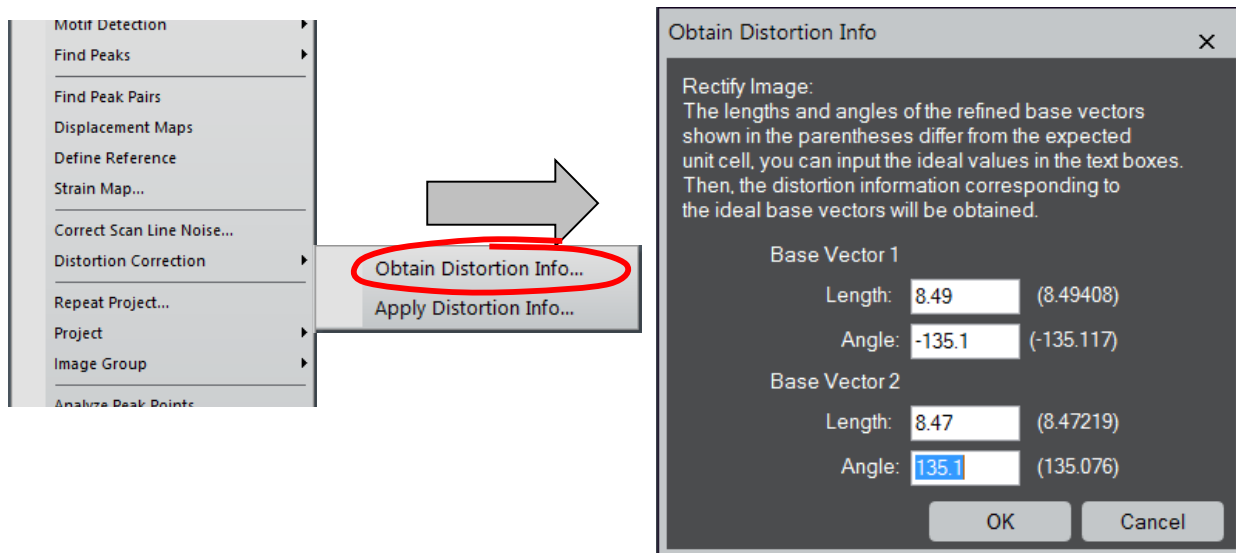 Motif Detection
Find Peaks
Find Peak Pairs
Displacement Maps
Define Reference
Strain Map...
Correct Scan Line Noise...
Distortion Correction
Repeat Project...
Project
Image Group
Analyze Peak Points
Obtain Distortion Info...
Apply Distortion Info...
Obtain Distortion Info
Rectify Image:
The lengths and angles of the refined base vectors
shown in the parentheses differ from the expected
unit cell, you can input the ideal values in the text boxes.
Then, the distortion information corresponding to
the ideal base vectors will be obtained.
Base Vector 1
Length: 8.49 (8.49408)
Angle: -135.1 (-135.117)
Base Vector 2
Length: 8.47 (8.47219)
Angle: 135.1 (135.076)
OK Cancel